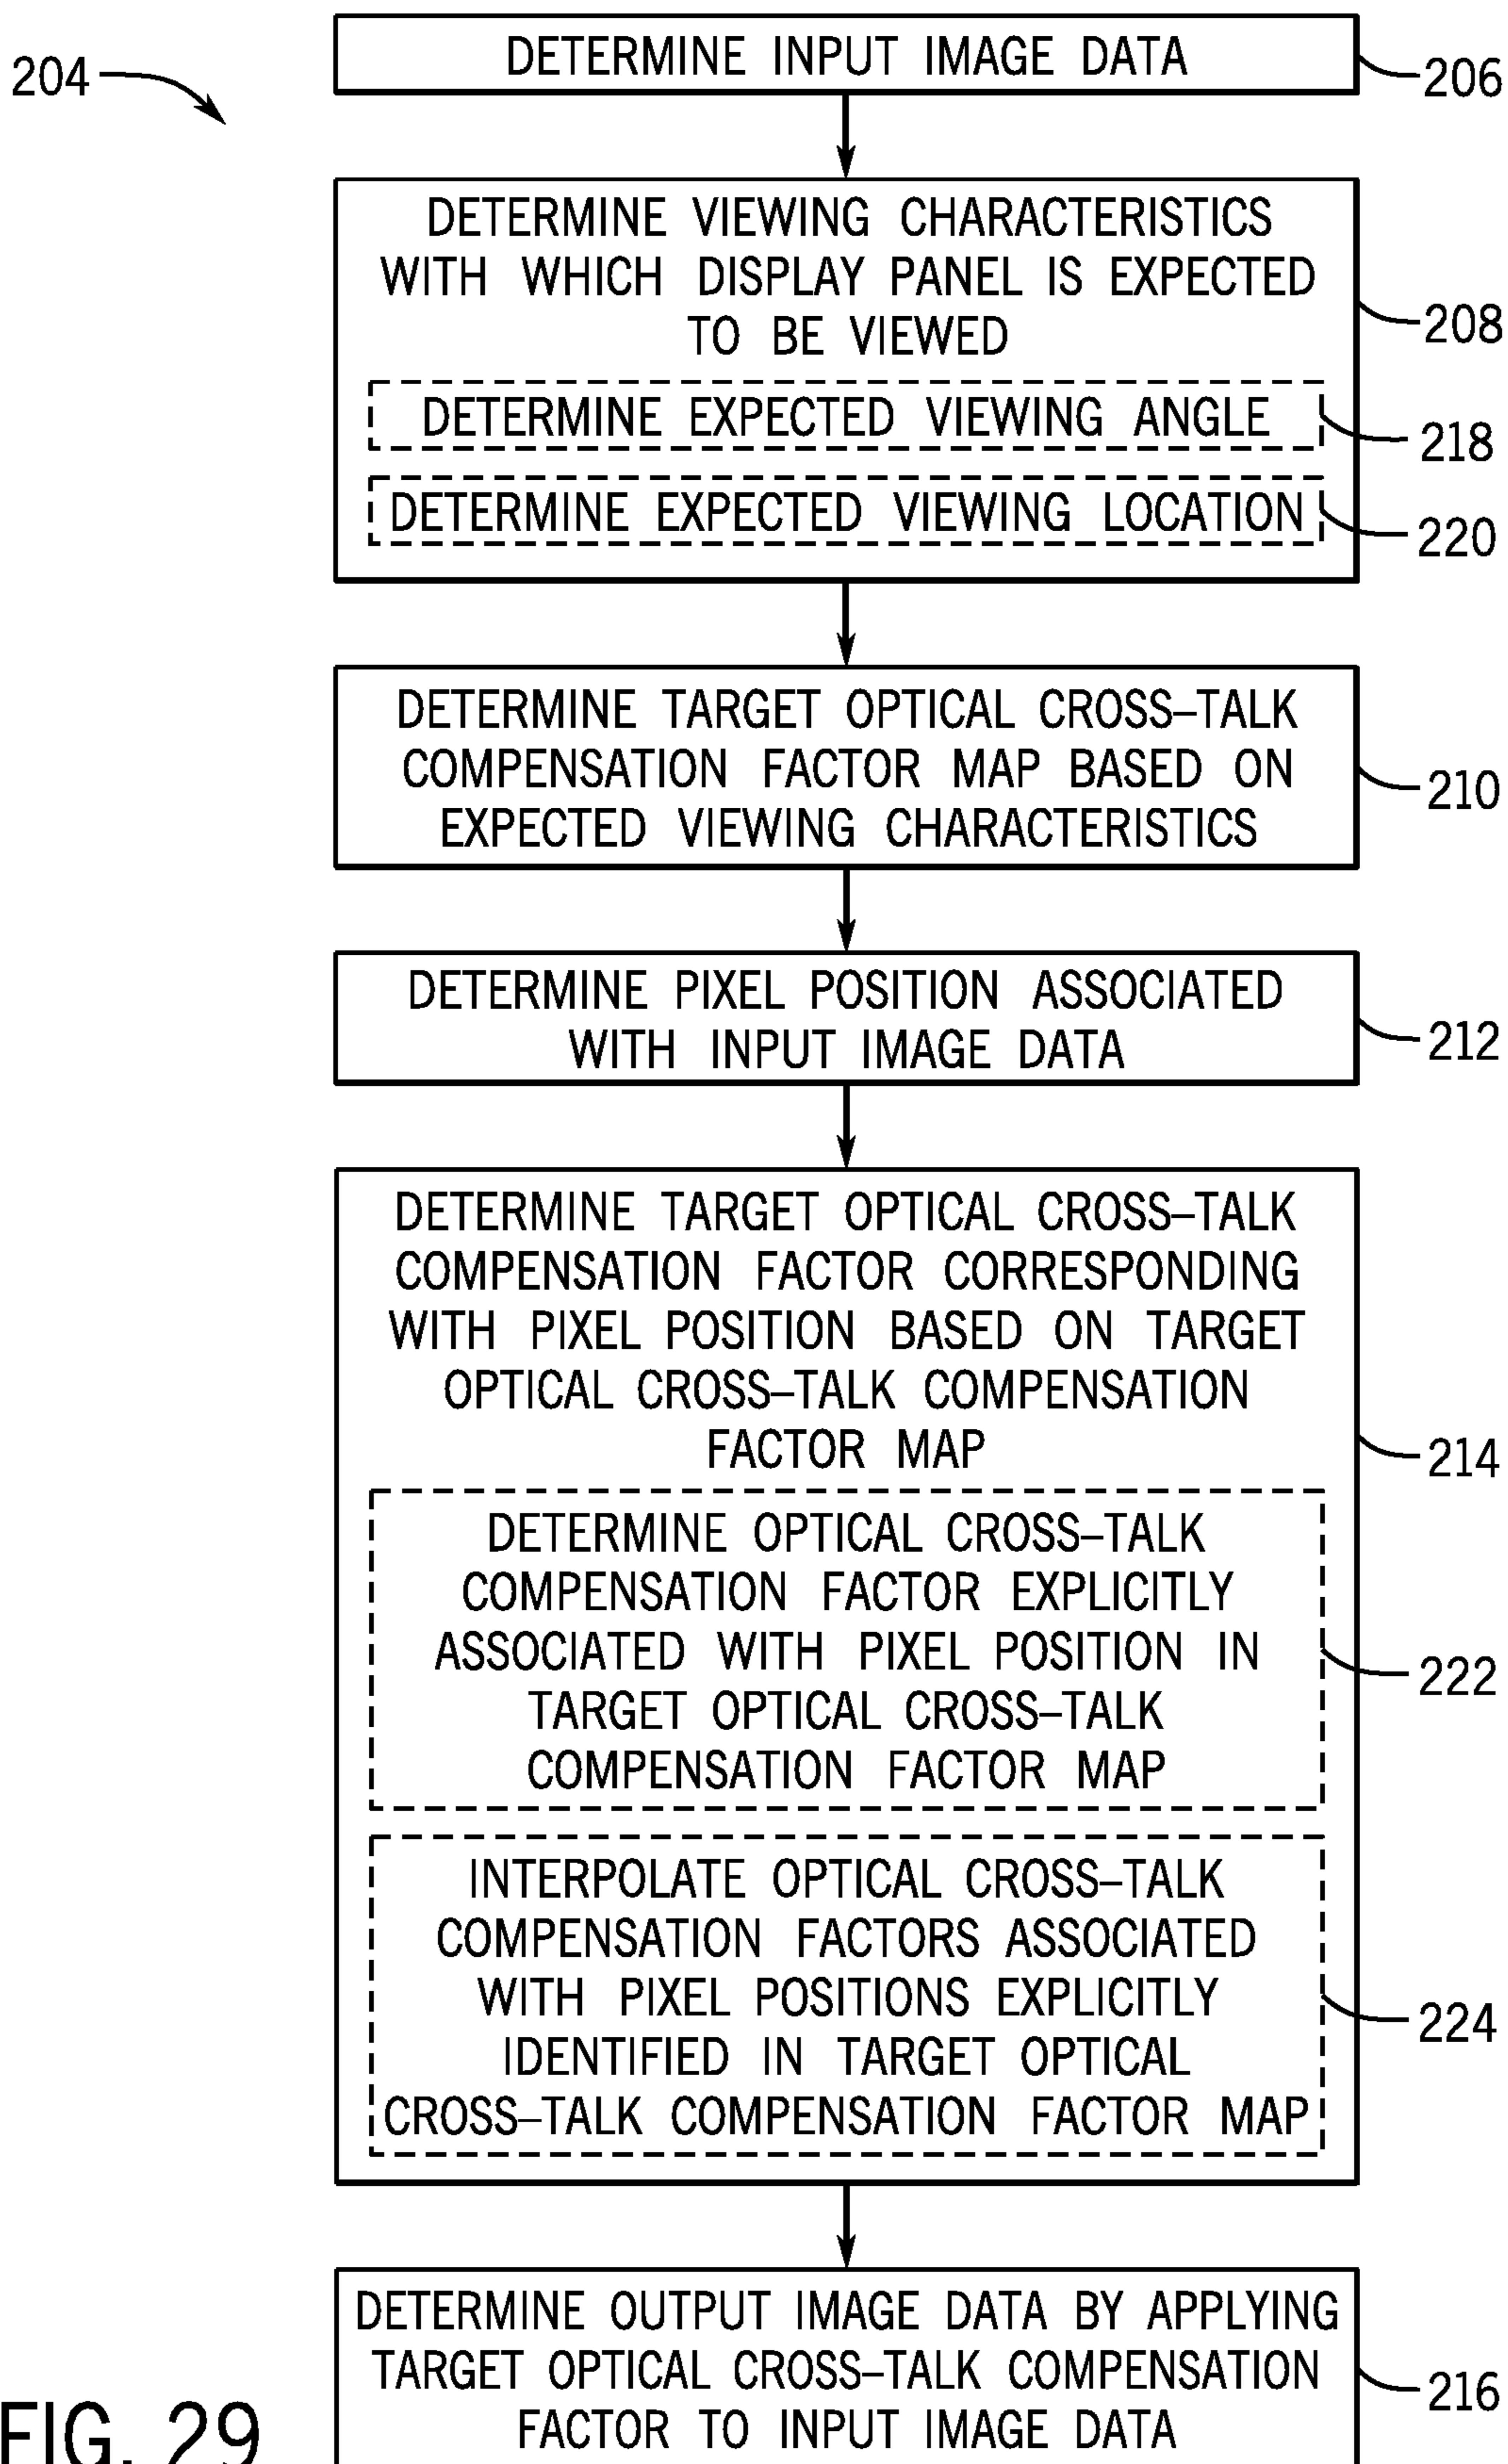 204
DETERMINE INPUT IMAGE DATA
206
DETERMINE VIEWING CHARACTERISTICS
WITH WHICH DISPLAY PANEL IS EXPECTED
TO BE VIEWED
208
DETERMINE EXPECTED VIEWING ANGLE
218
DETERMINE EXPECTED VIEWING LOCATION
220
DETERMINE TARGET OPTICAL CROSS–TALK
COMPENSATION FACTOR MAP BASED ON
EXPECTED VIEWING CHARACTERISTICS
210
DETERMINE PIXEL POSITION ASSOCIATED
WITH INPUT IMAGE DATA
212
DETERMINE TARGET OPTICAL CROSS–TALK
COMPENSATION FACTOR CORRESPONDING
WITH PIXEL POSITION BASED ON TARGET
OPTICAL CROSS–TALK COMPENSATION
FACTOR MAP
214
DETERMINE OPTICAL CROSS–TALK
COMPENSATION FACTOR EXPLICITLY
ASSOCIATED WITH PIXEL POSITION IN
TARGET OPTICAL CROSS–TALK
COMPENSATION FACTOR MAP
222
INTERPOLATE OPTICAL CROSS–TALK
COMPENSATION FACTORS ASSOCIATED
WITH PIXEL POSITIONS EXPLICITLY
IDENTIFIED IN TARGET OPTICAL
CROSS–TALK COMPENSATION FACTOR MAP
224
DETERMINE OUTPUT IMAGE DATA BY APPLYING
TARGET OPTICAL CROSS–TALK COMPENSATION
FACTOR TO INPUT IMAGE DATA
216
FIG. 29